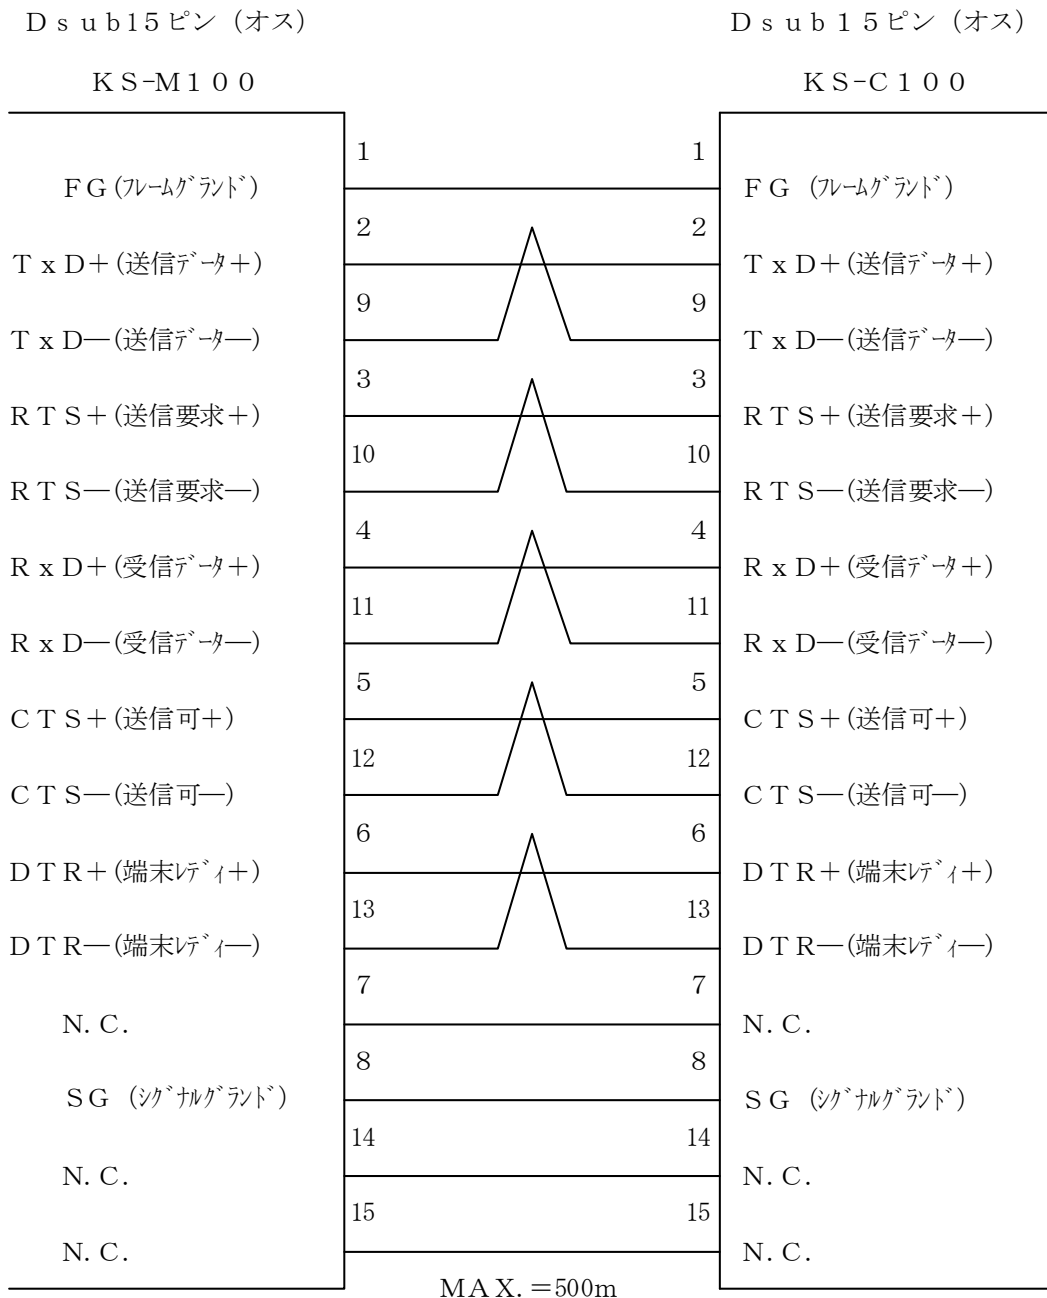 Ｄｓｕｂ15ピン（オス）　Ｄｓｕｂ１５ピン（オス）
ＫＳ-Ｍ１００　ＫＳ-Ｃ１００
１　１
ＦＧ(ﾌﾚｰﾑｸﾞﾗﾝﾄﾞ)　ＦＧ (ﾌﾚｰﾑｸﾞﾗﾝﾄﾞ)
２　２
ＴｘＤ＋(送信ﾃﾞｰﾀ＋)　ＴｘＤ＋(送信ﾃﾞｰﾀ＋)
９　９
ＴｘＤ―(送信ﾃﾞｰﾀ―)　ＴｘＤ―(送信ﾃﾞｰﾀ―)
３　３
ＲＴＳ＋(送信要求＋)　ＲＴＳ＋(送信要求＋)
10　10
ＲＴＳ―(送信要求―)　ＲＴＳ―(送信要求―)
４　４
ＲｘＤ＋(受信ﾃﾞｰﾀ＋)　ＲｘＤ＋(受信ﾃﾞｰﾀ＋)
11　11
ＲｘＤ―(受信ﾃﾞｰﾀ―)　ＲｘＤ―(受信ﾃﾞｰﾀ―)
５　５
ＣＴＳ＋(送信可＋)　ＣＴＳ＋(送信可＋)
12　12
ＣＴＳ―(送信可―)　ＣＴＳ―(送信可―)
６　６
ＤＴＲ＋(端末ﾚﾃﾞｨ＋)　ＤＴＲ＋(端末ﾚﾃﾞｨ＋)
13　13
ＤＴＲ―(端末ﾚﾃﾞｨ―)　ＤＴＲ―(端末ﾚﾃﾞｨ―)
７　７
Ｎ.Ｃ.　Ｎ.Ｃ.
８　８
ＳＧ (ｼｸﾞﾅﾙｸﾞﾗﾝﾄﾞ)　ＳＧ (ｼｸﾞﾅﾙｸﾞﾗﾝﾄﾞ)
14　14
Ｎ.Ｃ.　Ｎ.Ｃ.
15　15
Ｎ.Ｃ.　Ｎ.Ｃ.
ＭＡＸ.＝500m